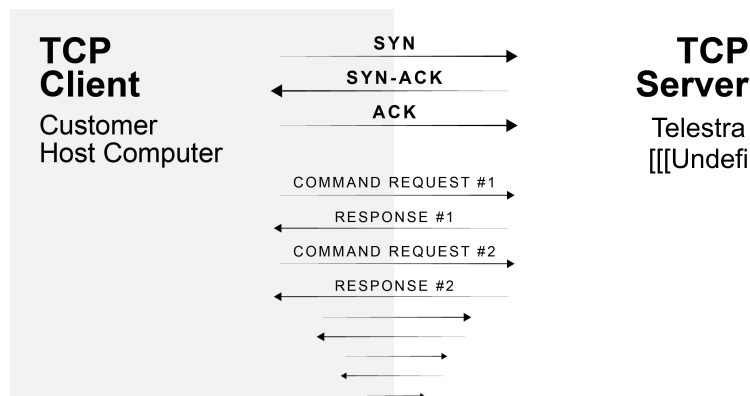 TCP
Client
Customer
Host Computer
SYN
SYN-ACK
ACK
COMMAND REQUEST #1
RESPONSE #1
COMMAND REQUEST #2
RESPONSE #2
TCP
Server
Telestra
[[[Undefi